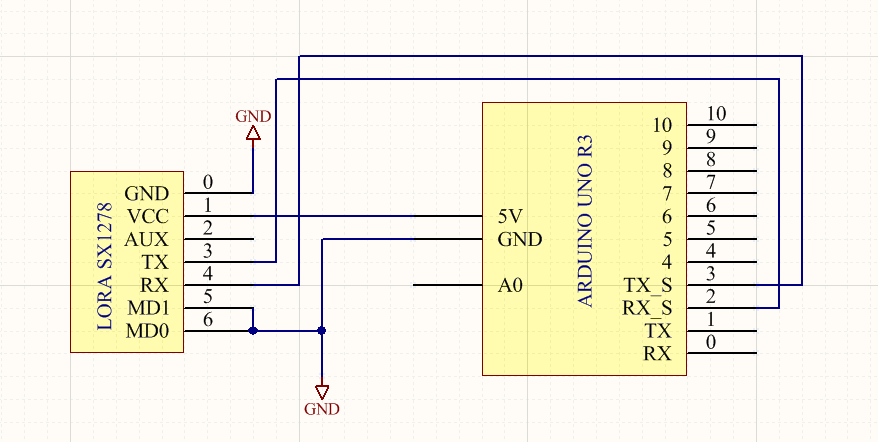 GND
LORA SX1278
GND 0
VCC 1
AUX 2
TX 3
RX 4
MD1 5
MD0 6
GND
ARDUINO UNO R3
5V
GND
A0
10 10
9 9
8 8
7 7
6 6
5 5
4 4
TX_S 3
RX_S 2
TX 1
RX 0